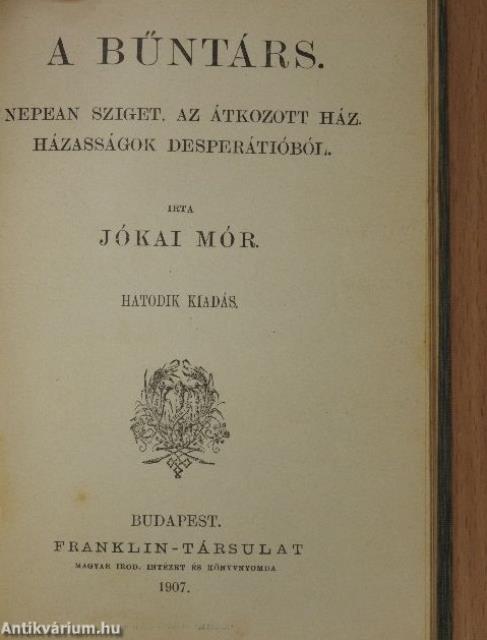 A BŰNTÁRS.
NEPEAN SZIGET. AZ ÁTKOZOTT HÁZ.
HÁZASSÁGOK DESPERÁTIÓBÓL.
IRTA
JÓKAI MÓR.
HATODIK KIADÁS.
BUDAPEST.
FRANKLIN-TÁRSULAT
MAGYAR IROD. INTÉZET ÉS KÖNYVNYOMDA
1907.
Antikvárium.hu